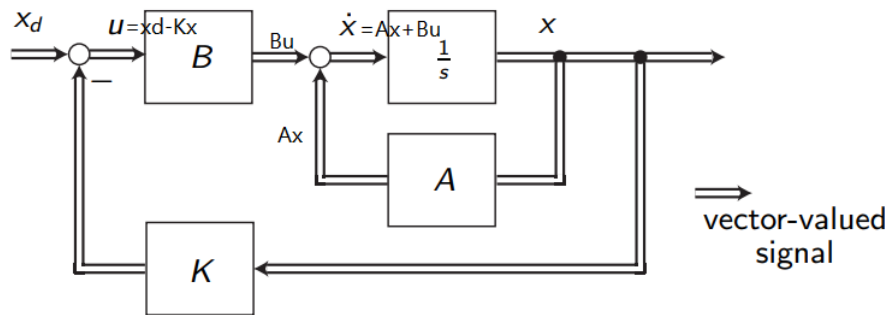 x_d
u=xd-Kx
B
Bu
ẋ=Ax+Bu
1/s
x
−
Ax
A
K
vector-valued
signal